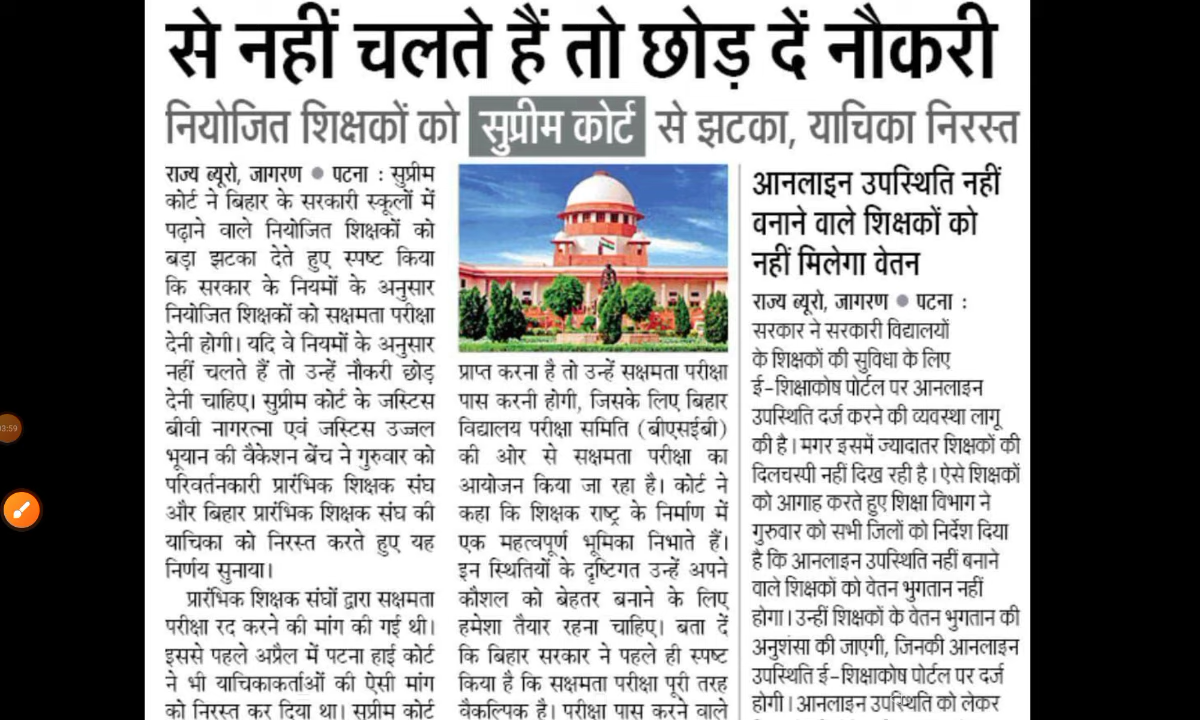 से नहीं चलते हैं तो छोड़ दें नौकरी
नियोजित शिक्षकों को सुप्रीम कोर्ट से झटका, याचिका निरस्त
राज्य ब्यूरो, जागरण ● पटना : सुप्रीम
कोर्ट ने बिहार के सरकारी स्कूलों में
पढ़ाने वाले नियोजित शिक्षकों को
बड़ा झटका देते हुए स्पष्ट किया
कि सरकार के नियमों के अनुसार
नियोजित शिक्षकों को सक्षमता परीक्षा
देनी होगी। यदि वे नियमों के अनुसार
नहीं चलते हैं तो उन्हें नौकरी छोड़
देनी चाहिए। सुप्रीम कोर्ट के जस्टिस
बीवी नागरत्ना एवं जस्टिस उज्जल
भूयान की वैकेशन बेंच ने गुरुवार को
परिवर्तनकारी प्रारंभिक शिक्षक संघ
और बिहार प्रारंभिक शिक्षक संघ की
याचिका को निरस्त करते हुए यह
निर्णय सुनाया।
प्रारंभिक शिक्षक संघों द्वारा सक्षमता
परीक्षा रद करने की मांग की गई थी।
इससे पहले अप्रैल में पटना हाई कोर्ट
ने भी याचिकाकर्ताओं की ऐसी मांग
को निरस्त कर दिया था। सुप्रीम कोर्ट
प्राप्त करना है तो उन्हें सक्षमता परीक्षा
पास करनी होगी, जिसके लिए बिहार
विद्यालय परीक्षा समिति (बीएसईबी)
की ओर से सक्षमता परीक्षा का
आयोजन किया जा रहा है। कोर्ट ने
कहा कि शिक्षक राष्ट्र के निर्माण में
एक महत्वपूर्ण भूमिका निभाते हैं।
इन स्थितियों के दृष्टिगत उन्हें अपने
कौशल को बेहतर बनाने के लिए
हमेशा तैयार रहना चाहिए। बता दें
कि बिहार सरकार ने पहले ही स्पष्ट
किया है कि सक्षमता परीक्षा पूरी तरह
वैकल्पिक है। परीक्षा पास करने वाले
आनलाइन उपस्थिति नहीं
बनाने वाले शिक्षकों को
नहीं मिलेगा वेतन
राज्य ब्यूरो, जागरण ● पटना :
सरकार ने सरकारी विद्यालयों
के शिक्षकों की सुविधा के लिए
ई-शिक्षाकोष पोर्टल पर आनलाइन
उपस्थिति दर्ज करने की व्यवस्था लागू
की है। मगर इसमें ज्यादातर शिक्षकों की
दिलचस्पी नहीं दिख रही है। ऐसे शिक्षकों
को आगाह करते हुए शिक्षा विभाग ने
गुरुवार को सभी जिलों को निर्देश दिया
है कि आनलाइन उपस्थिति नहीं बनाने
वाले शिक्षकों को वेतन भुगतान नहीं
होगा। उन्हीं शिक्षकों के वेतन भुगतान की
अनुशंसा की जाएगी, जिनकी आनलाइन
उपस्थिति ई-शिक्षाकोष पोर्टल पर दर्ज
होगी। आनलाइन उपस्थिति को लेकर